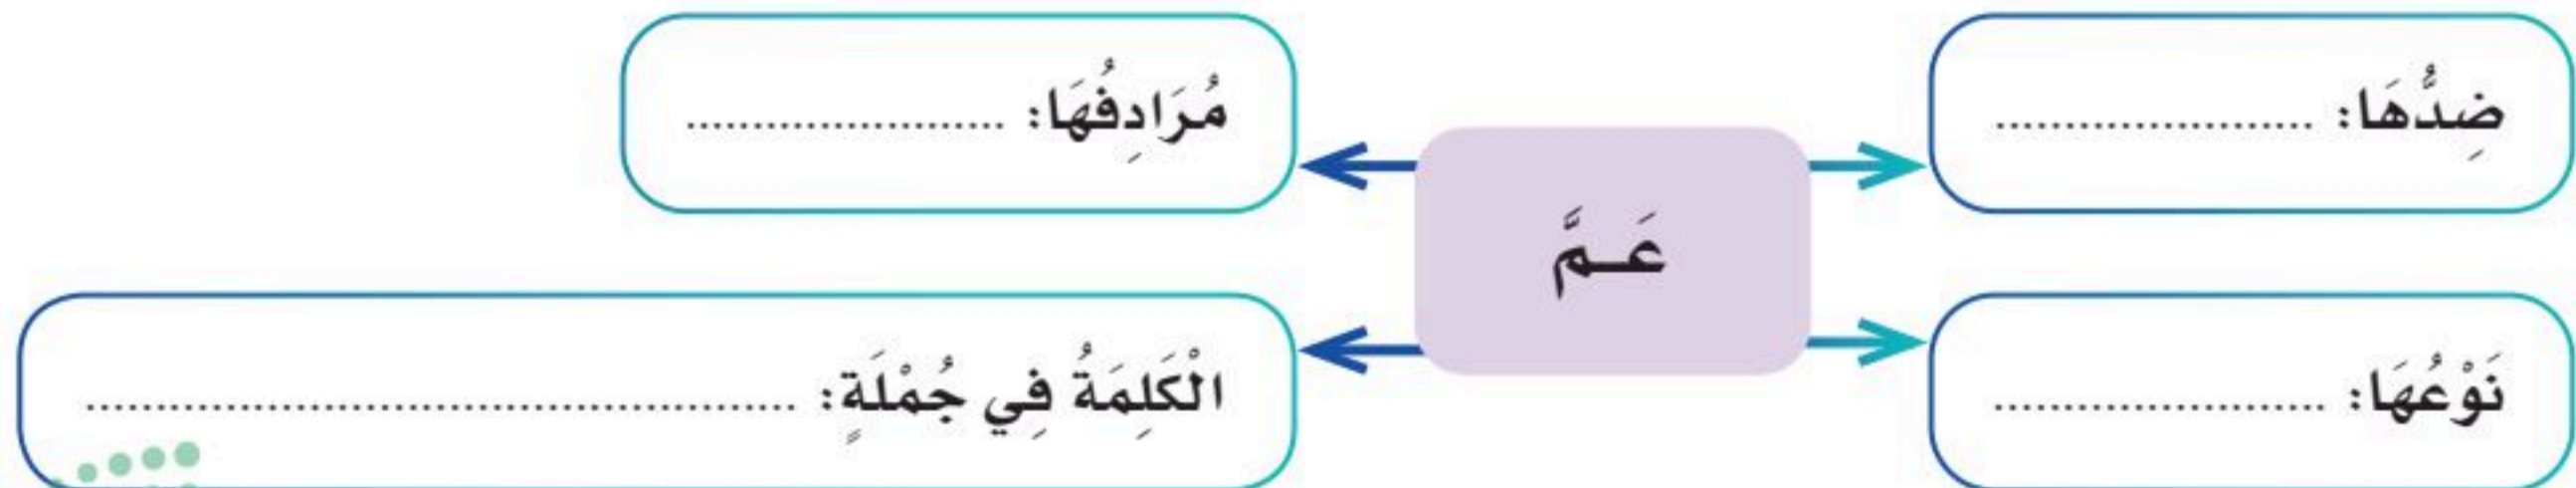 ضِدُّهَا: ......................
مُرَادِفُهَا: ......................
عَـمَّ
نَوْعُهَا: ......................
الْكَلِمَةُ فِي جُمْلَةٍ: ................................................